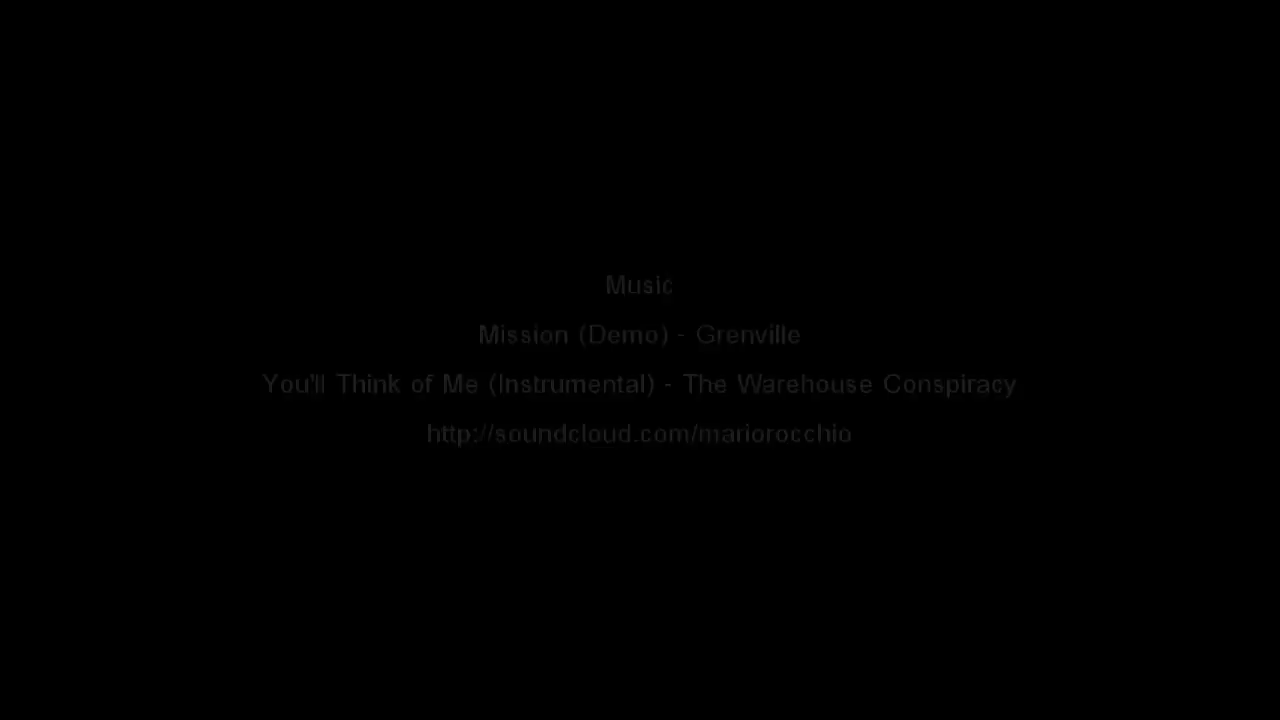 Music
Mission (Demo) - Grenville
You'll Think of Me (Instrumental) - The Warehouse Conspiracy
http://soundcloud.com/mariorocchio